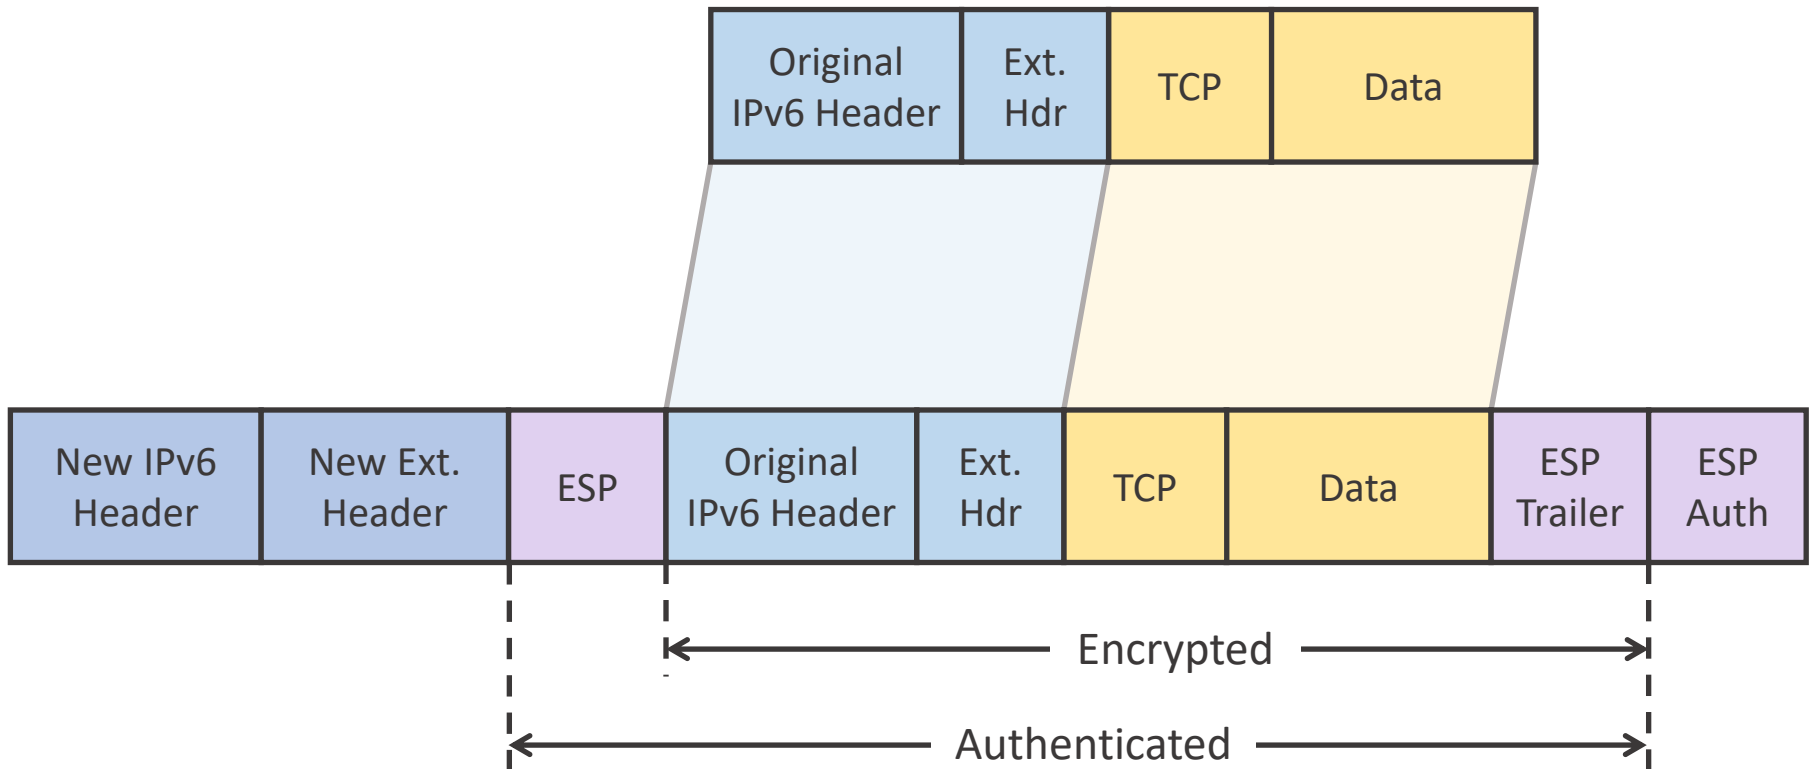 Original
IPv6 Header
Ext.
Hdr
TCP
Data
New IPv6
Header
New Ext.
Header
ESP
Original
IPv6 Header
Ext.
Hdr
TCP
Data
ESP
Trailer
ESP
Auth
Encrypted
Authenticated